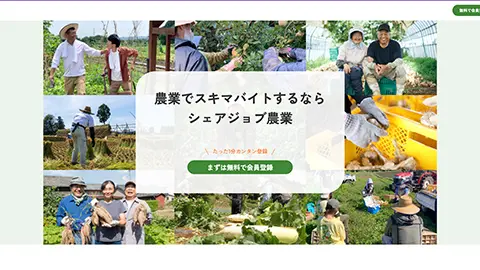 無料で会員
農業でスキマバイトするなら
シェアジョブ農業
\ たった1分カンタン登録 /
まずは無料で会員登録